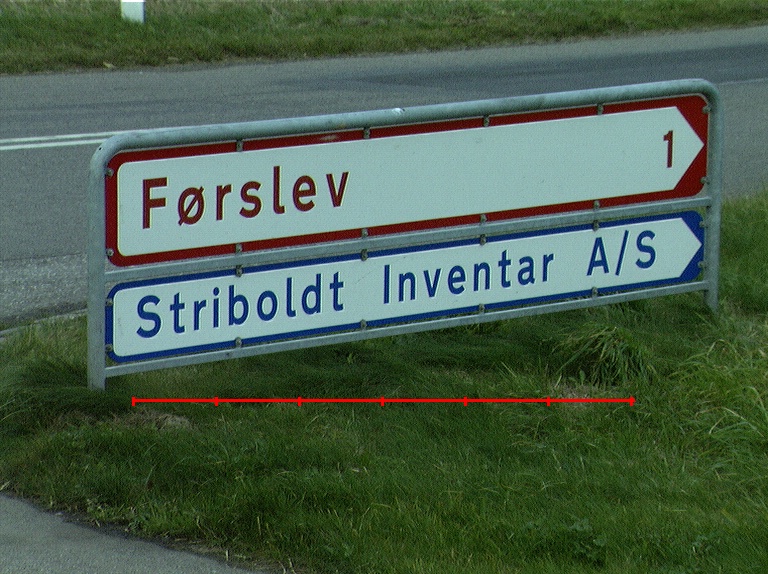 Førslev 1
Striboldt Inventar A/S